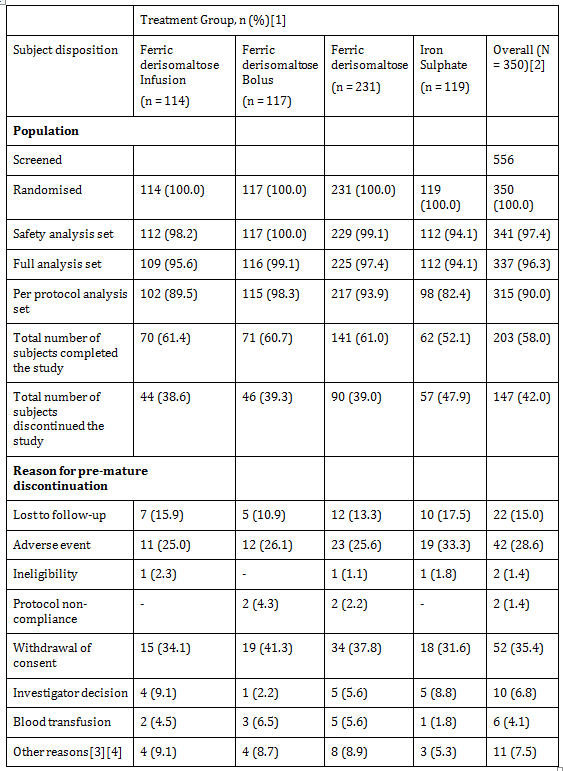 Treatment Group, n (%)[1]
Subject disposition
Ferric
derisomaltose
Infusion
(n = 114)
Ferric
derisomaltose
Bolus
(n = 117)
Ferric
derisomaltose
(n = 231)
Iron
Sulphate
(n = 119)
Overall (N
= 350)[2]
Population
Screened 556
Randomised 114 (100.0) 117 (100.0) 231 (100.0) 119 350
(100.0) (100.0)
Safety analysis set 112 (98.2) 117 (100.0) 229 (99.1) 112 (94.1) 341 (97.4)
Full analysis set 109 (95.6) 116 (99.1) 225 (97.4) 112 (94.1) 337 (96.3)
Per protocol analysis 102 (89.5) 115 (98.3) 217 (93.9) 98 (82.4) 315 (90.0)
set
Total number of 70 (61.4) 71 (60.7) 141 (61.0) 62 (52.1) 203 (58.0)
subjects completed
the study
Total number of 44 (38.6) 46 (39.3) 90 (39.0) 57 (47.9) 147 (42.0)
subjects
discontinued the
study
Reason for pre-mature
discontinuation
Lost to follow-up 7 (15.9) 5 (10.9) 12 (13.3) 10 (17.5) 22 (15.0)
Adverse event 11 (25.0) 12 (26.1) 23 (25.6) 19 (33.3) 42 (28.6)
Ineligibility 1 (2.3) - 1 (1.1) 1 (1.8) 2 (1.4)
Protocol non- - 2 (4.3) 2 (2.2) - 2 (1.4)
compliance
Withdrawal of 15 (34.1) 19 (41.3) 34 (37.8) 18 (31.6) 52 (35.4)
consent
Investigator decision 4 (9.1) 1 (2.2) 5 (5.6) 5 (8.8) 10 (6.8)
Blood transfusion 2 (4.5) 3 (6.5) 5 (5.6) 1 (1.8) 6 (4.1)
Other reasons[3][4] 4 (9.1) 4 (8.7) 8 (8.9) 3 (5.3) 11 (7.5)